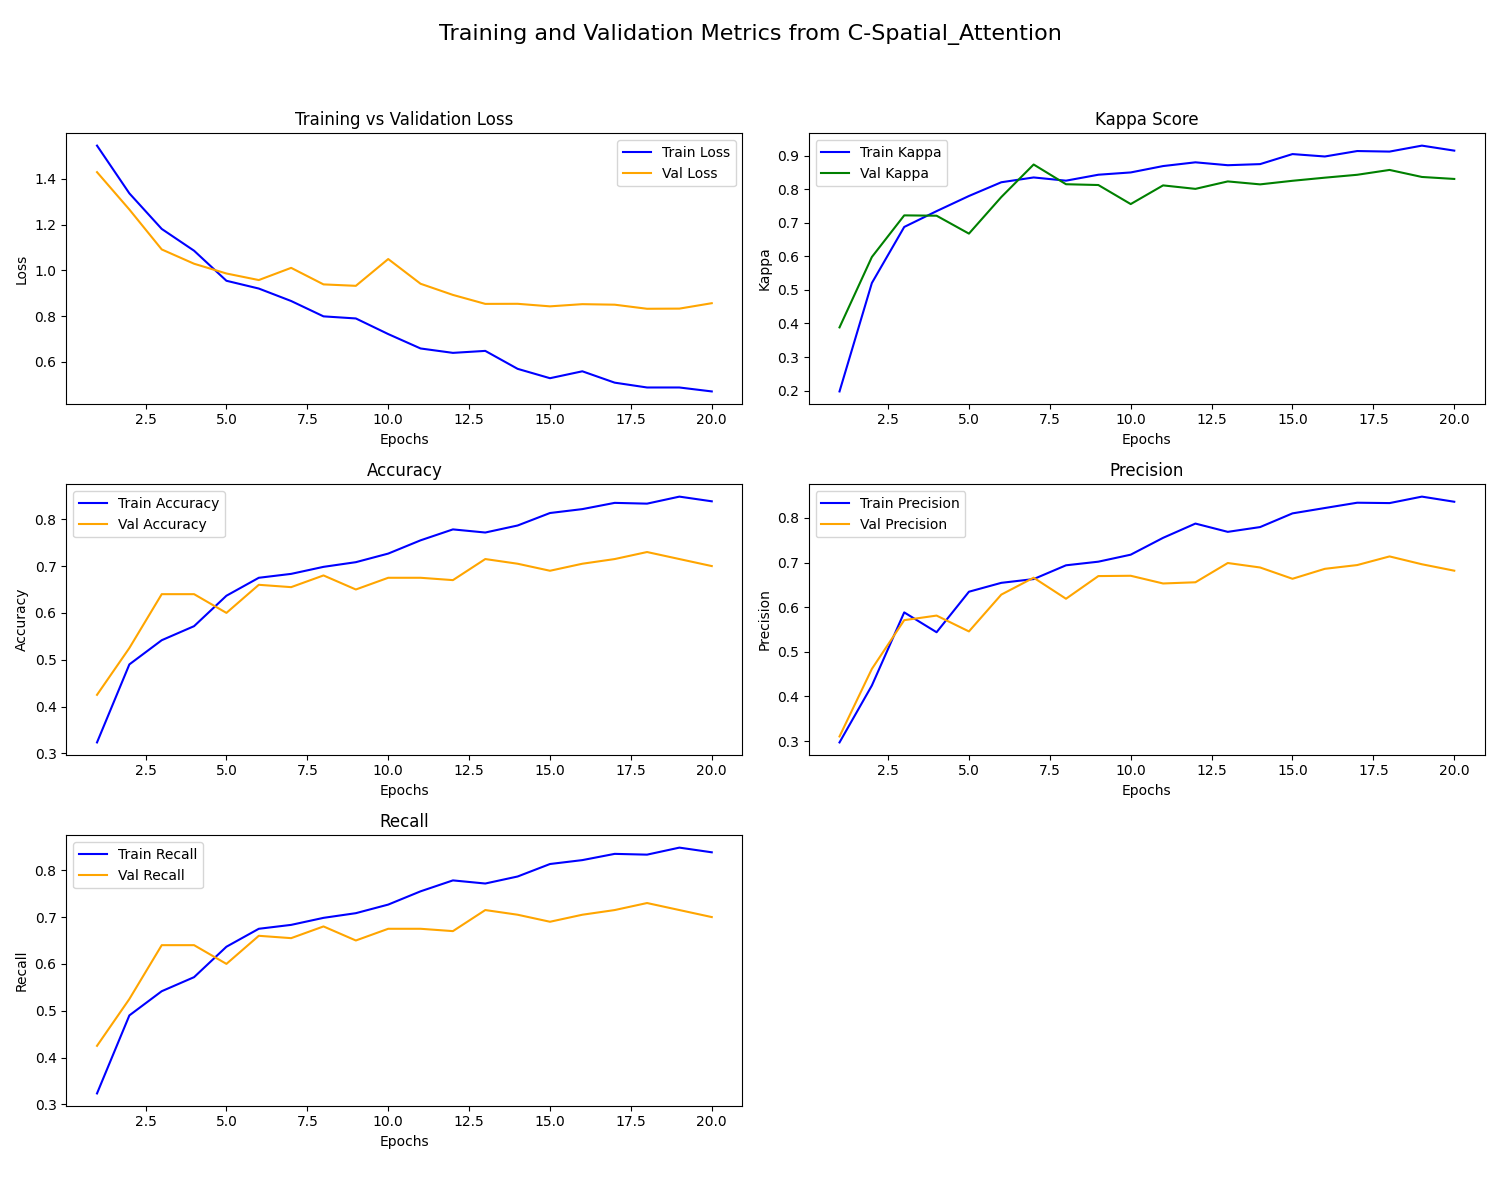 Training and Validation Metrics from C-Spatial_Attention
Training vs Validation Loss
Train Loss
Val Loss
Loss
1.4
1.2
1.0
0.8
0.6
2.5 5.0 7.5 10.0 12.5 15.0 17.5 20.0
Epochs
Kappa Score
Train Kappa
Val Kappa
Kappa
0.9
0.8
0.7
0.6
0.5
0.4
0.3
0.2
2.5 5.0 7.5 10.0 12.5 15.0 17.5 20.0
Epochs
Accuracy
Train Accuracy
Val Accuracy
Accuracy
0.8
0.7
0.6
0.5
0.4
0.3
2.5 5.0 7.5 10.0 12.5 15.0 17.5 20.0
Epochs
Precision
Train Precision
Val Precision
Precision
0.8
0.7
0.6
0.5
0.4
0.3
2.5 5.0 7.5 10.0 12.5 15.0 17.5 20.0
Epochs
Recall
Train Recall
Val Recall
Recall
0.8
0.7
0.6
0.5
0.4
0.3
2.5 5.0 7.5 10.0 12.5 15.0 17.5 20.0
Epochs